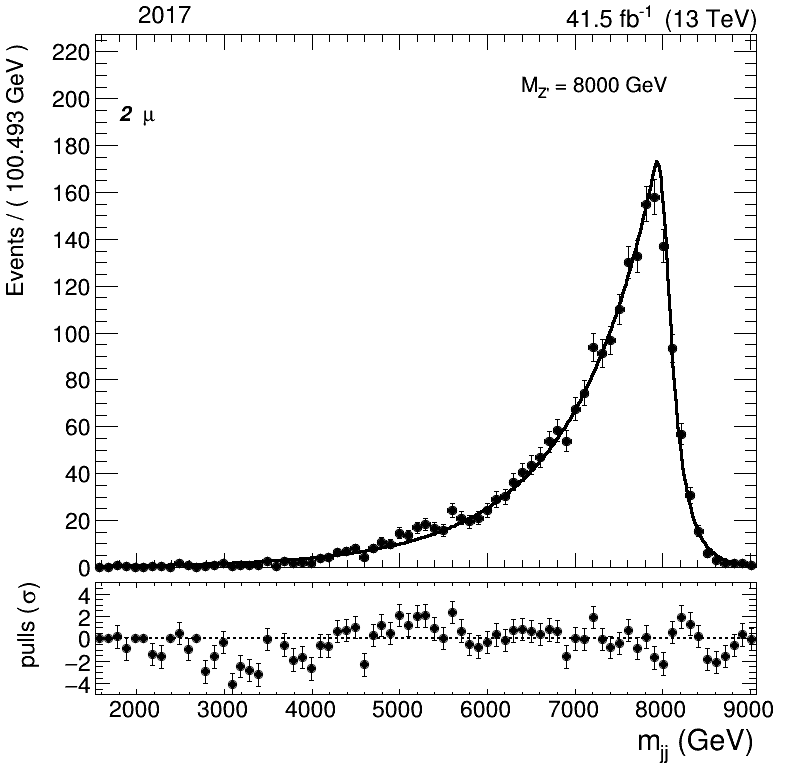 2017 41.5 fb⁻¹ (13 TeV)
Events / ( 100.493 GeV )
220
200
180
160
140
120
100
80
60
40
20
0
M_Z' = 8000 GeV
2 μ
pulls (σ)
4
2
0
−2
−4
2000 3000 4000 5000 6000 7000 8000 9000
m_jj (GeV)